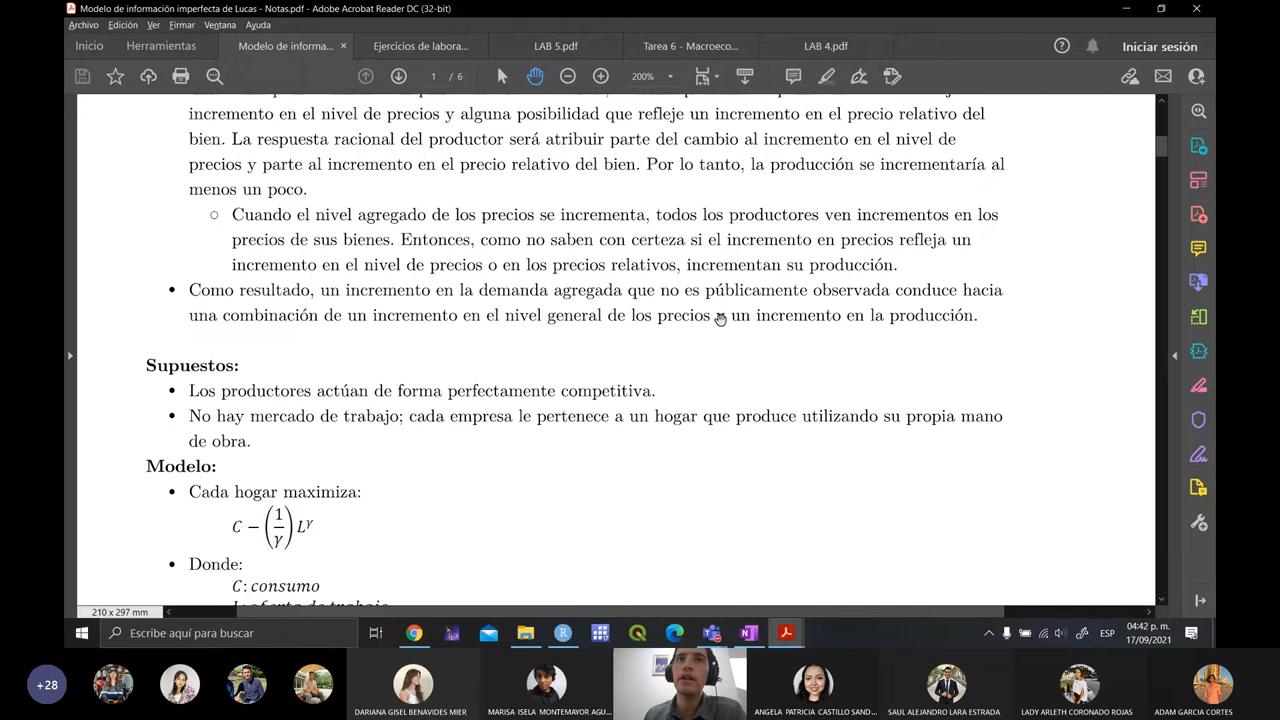 Modelo de información imperfecta de Lucas - Notas.pdf - Adobe Acrobat Reader DC (32-bit)
Archivo Edición Ver Firmar Ventana Ayuda
Inicio Herramientas Modelo de informa... × Ejercicios de labora... LAB 5.pdf Tarea 6 - Macroeco... LAB 4.pdf Iniciar sesión
1 / 6 200%
incremento en el nivel de precios y alguna posibilidad que refleje un incremento en el precio relativo del
bien. La respuesta racional del productor será atribuir parte del cambio al incremento en el nivel de
precios y parte al incremento en el precio relativo del bien. Por lo tanto, la producción se incrementaría al
menos un poco.
○ Cuando el nivel agregado de los precios se incrementa, todos los productores ven incrementos en los
precios de sus bienes. Entonces, como no saben con certeza si el incremento en precios refleja un
incremento en el nivel de precios o en los precios relativos, incrementan su producción.
• Como resultado, un incremento en la demanda agregada que no es públicamente observada conduce hacia
una combinación de un incremento en el nivel general de los precios un incremento en la producción.
Supuestos:
• Los productores actúan de forma perfectamente competitiva.
• No hay mercado de trabajo; cada empresa le pertenece a un hogar que produce utilizando su propia mano
de obra.
Modelo:
• Cada hogar maximiza:
C − (1/γ) L^γ
• Donde:
C: consumo
L: oferta de trabajo
210 x 297 mm
Escribe aquí para buscar ESP 04:42 p. m.
17/09/2021
+28
DARIANA GISEL BENAVIDES MIER MARISA ISELA MONTEMAYOR AGU... ANGELA PATRICIA CASTILLO SAND... SAUL ALEJANDRO LARA ESTRADA LADY ARLETH CORONADO ROJAS ADAM GARCIA CORTES